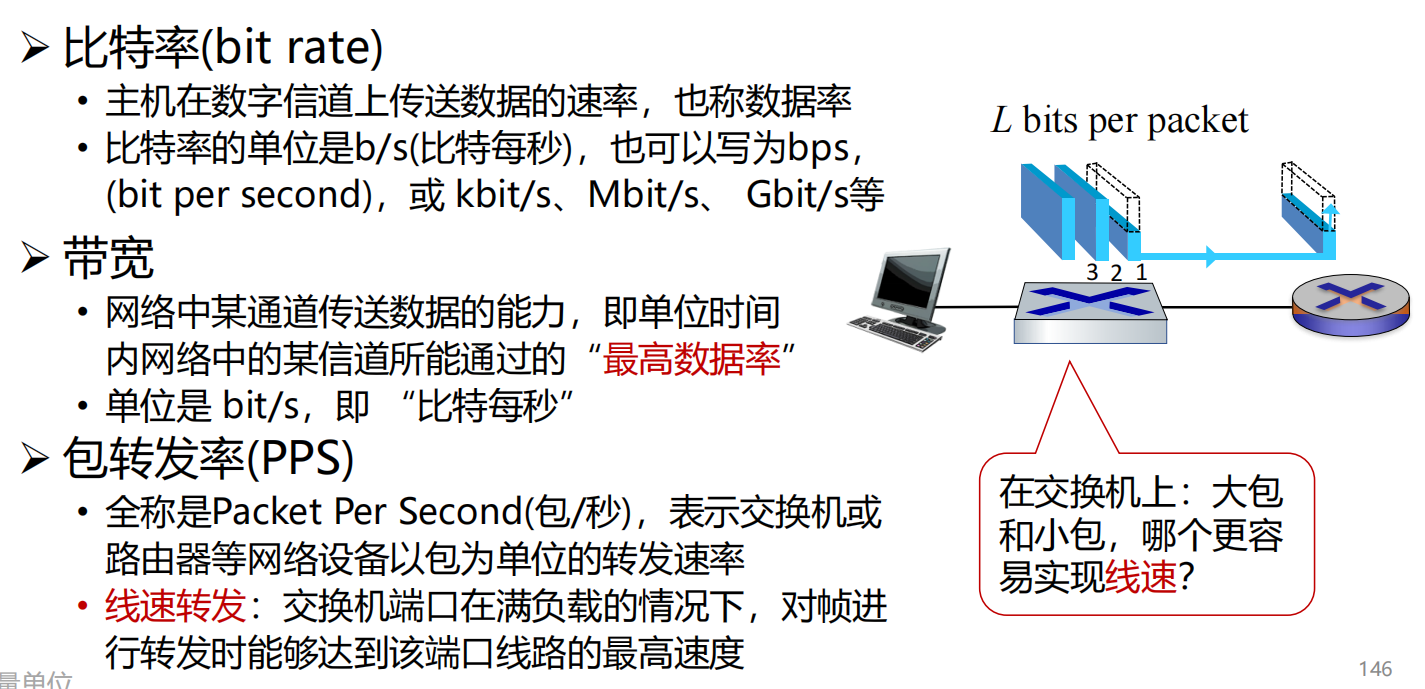 ➢ 比特率(bit rate)
• 主机在数字信道上传送数据的速率，也称数据率
• 比特率的单位是b/s(比特每秒)，也可以写为bps，
(bit per second)，或 kbit/s、Mbit/s、 Gbit/s等
➢ 带宽
• 网络中某通道传送数据的能力，即单位时间
内网络中的某信道所能通过的“最高数据率”
• 单位是 bit/s，即 “比特每秒”
➢ 包转发率(PPS)
• 全称是Packet Per Second(包/秒)，表示交换机或
路由器等网络设备以包为单位的转发速率
• 线速转发：交换机端口在满负载的情况下，对帧进
行转发时能够达到该端口线路的最高速度
L bits per packet
3 2 1
在交换机上：大包
和小包，哪个更容
易实现线速？
量单位
146